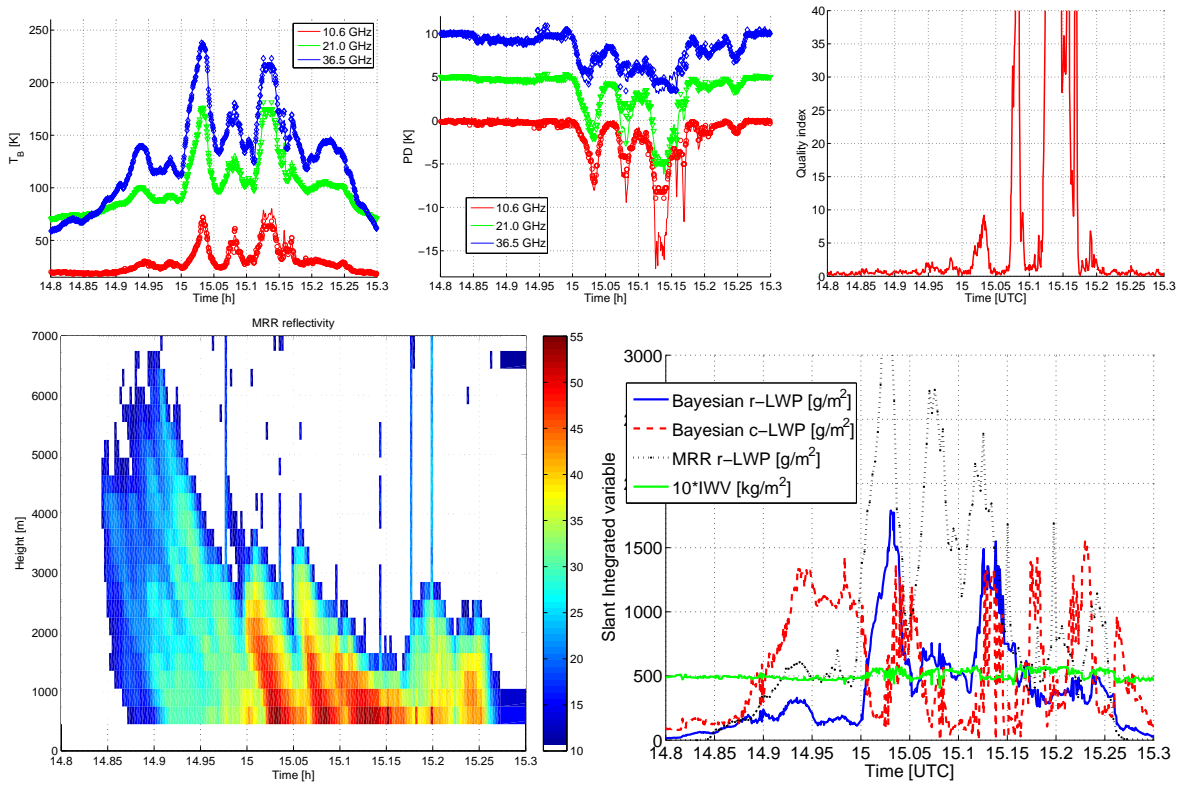 250
200
150
100
50
T_B [K]
10.6 GHz
21.0 GHz
36.5 GHz
14.8 14.85 14.9 14.95 15 15.05 15.1 15.15 15.2 15.25 15.3
Time [h]
10
5
0
−5
−10
−15
PD [K]
10.6 GHz
21.0 GHz
36.5 GHz
14.8 14.85 14.9 14.95 15 15.05 15.1 15.15 15.2 15.25 15.3
Time [h]
40
35
30
25
20
15
10
5
0
Quality index
14.8 14.85 14.9 14.95 15 15.05 15.1 15.15 15.2 15.25 15.3
Time [UTC]
MRR reflectivity
7000
6000
5000
4000
3000
2000
1000
0
Height [m]
14.8 14.85 14.9 14.95 15 15.05 15.1 15.15 15.2 15.25 15.3
Time [h]
55
50
45
40
35
30
25
20
15
10
3000
1500
1000
500
0
Slant Integrated variable
Bayesian r−LWP [g/m²]
Bayesian c−LWP [g/m²]
MRR r−LWP [g/m²]
10*IWV [kg/m²]
14.8 14.85 14.9 14.95 15 15.05 15.1 15.15 15.2 15.25 15.3
Time [UTC]